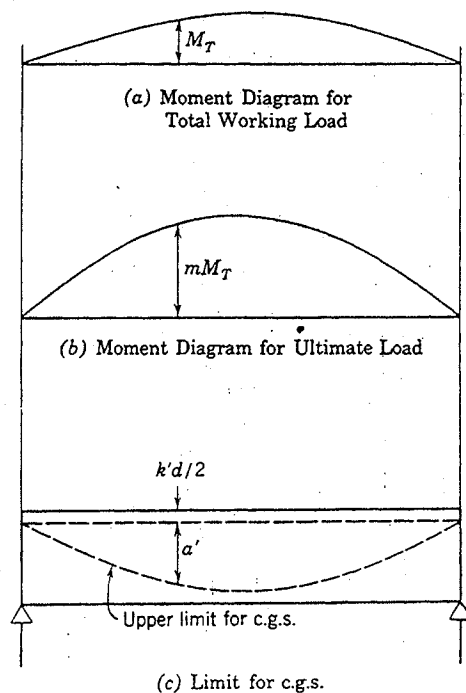 M_T
(a) Moment Diagram for
Total Working Load
mM_T
(b) Moment Diagram for Ultimate Load
k'd/2
a'
Upper limit for c.g.s.
(c) Limit for c.g.s.